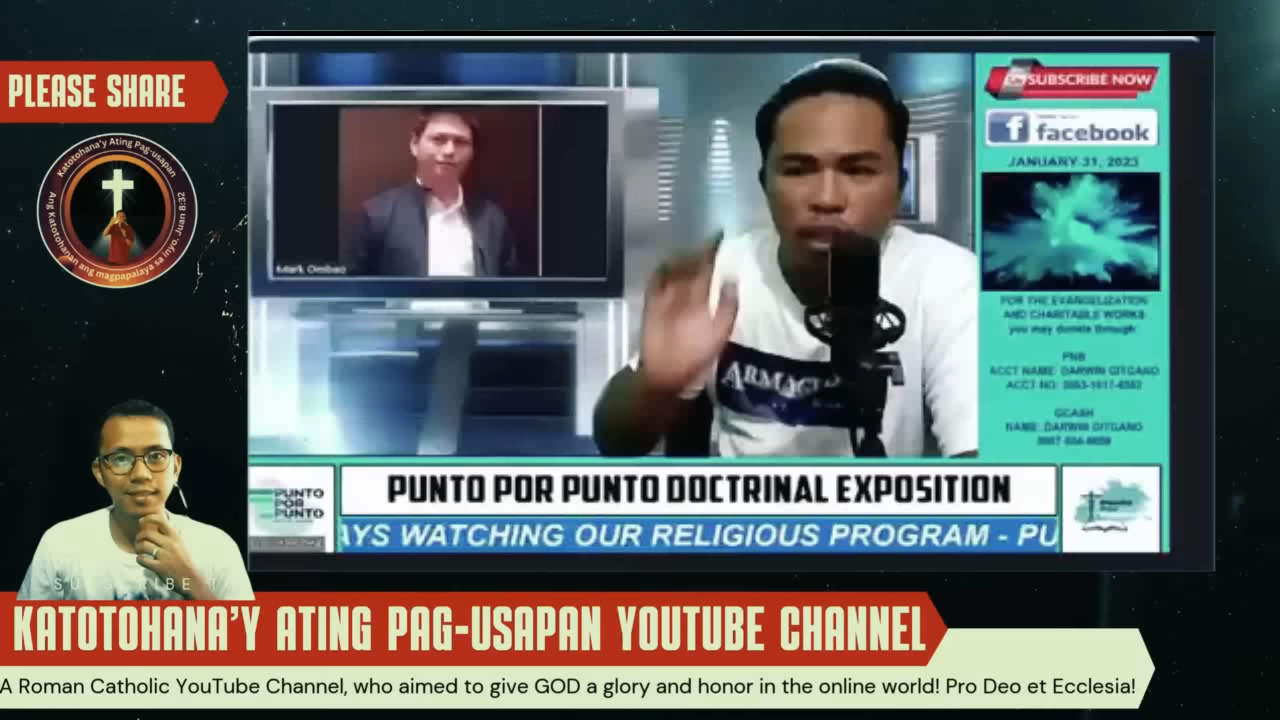 PLEASE SHARE
Katotohana'y Ating Pag-usapan
Ang Katotohanan ang magpapalaya sa inyo. Juan 8:32
Mark Ombao
SUBSCRIBE NOW
facebook
JANUARY 31, 2023
FOR THE EVANGELIZATION
AND CHARITABLE WORKS
you may donate through
PNB
ACCT NAME: DARWIN GITGANO
ACCT NO:
GCASH
NAME: DARWIN GITGANO
PUNTO POR PUNTO DOCTRINAL EXPOSITION
PUNTO
POR
PUNTO
AYS WATCHING OUR RELIGIOUS PROGRAM - PU
KATOTOHANA'Y ATING PAG-USAPAN YOUTUBE CHANNEL
A Roman Catholic YouTube Channel, who aimed to give GOD a glory and honor in the online world! Pro Deo et Ecclesia!